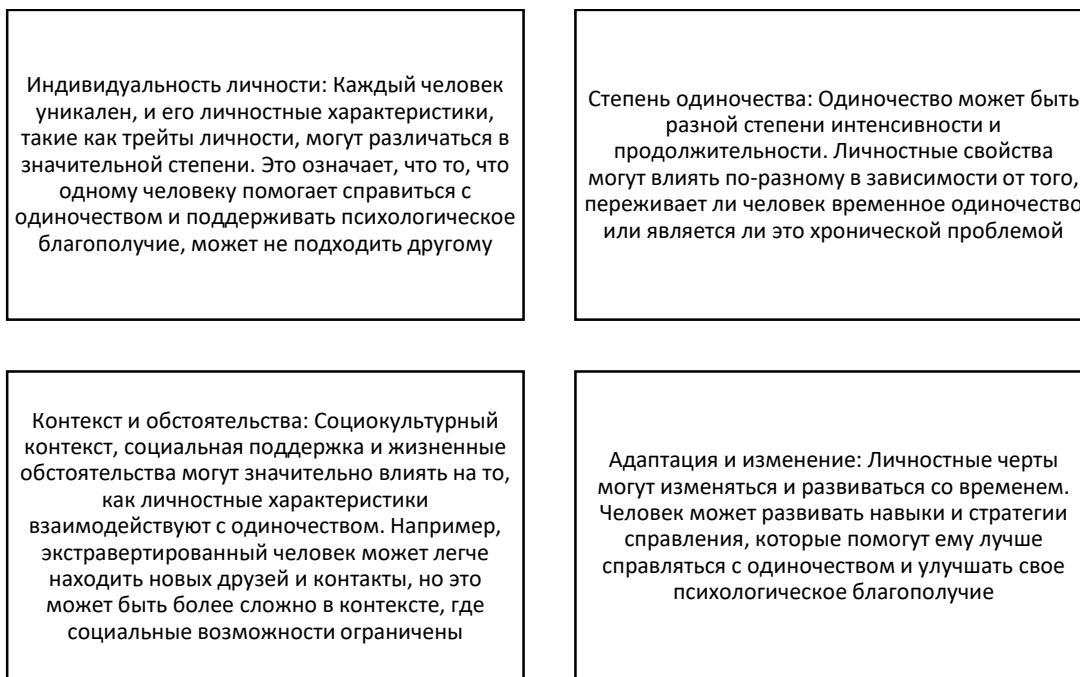 Индивидуальность личности: Каждый человек
уникален, и его личностные характеристики,
такие как трейты личности, могут различаться в
значительной степени. Это означает, что то, что
одному человеку помогает справиться с
одиночеством и поддерживать психологическое
благополучие, может не подходить другому
Степень одиночества: Одиночество может быть
разной степени интенсивности и
продолжительности. Личностные свойства
могут влиять по-разному в зависимости от того,
переживает ли человек временное одиночество
или является ли это хронической проблемой
Контекст и обстоятельства: Социокультурный
контекст, социальная поддержка и жизненные
обстоятельства могут значительно влиять на то,
как личностные характеристики
взаимодействуют с одиночеством. Например,
экстравертированный человек может легче
находить новых друзей и контакты, но это
может быть более сложно в контексте, где
социальные возможности ограничены
Адаптация и изменение: Личностные черты
могут изменяться и развиваться со временем.
Человек может развивать навыки и стратегии
справления, которые помогут ему лучше
справляться с одиночеством и улучшать свое
психологическое благополучие